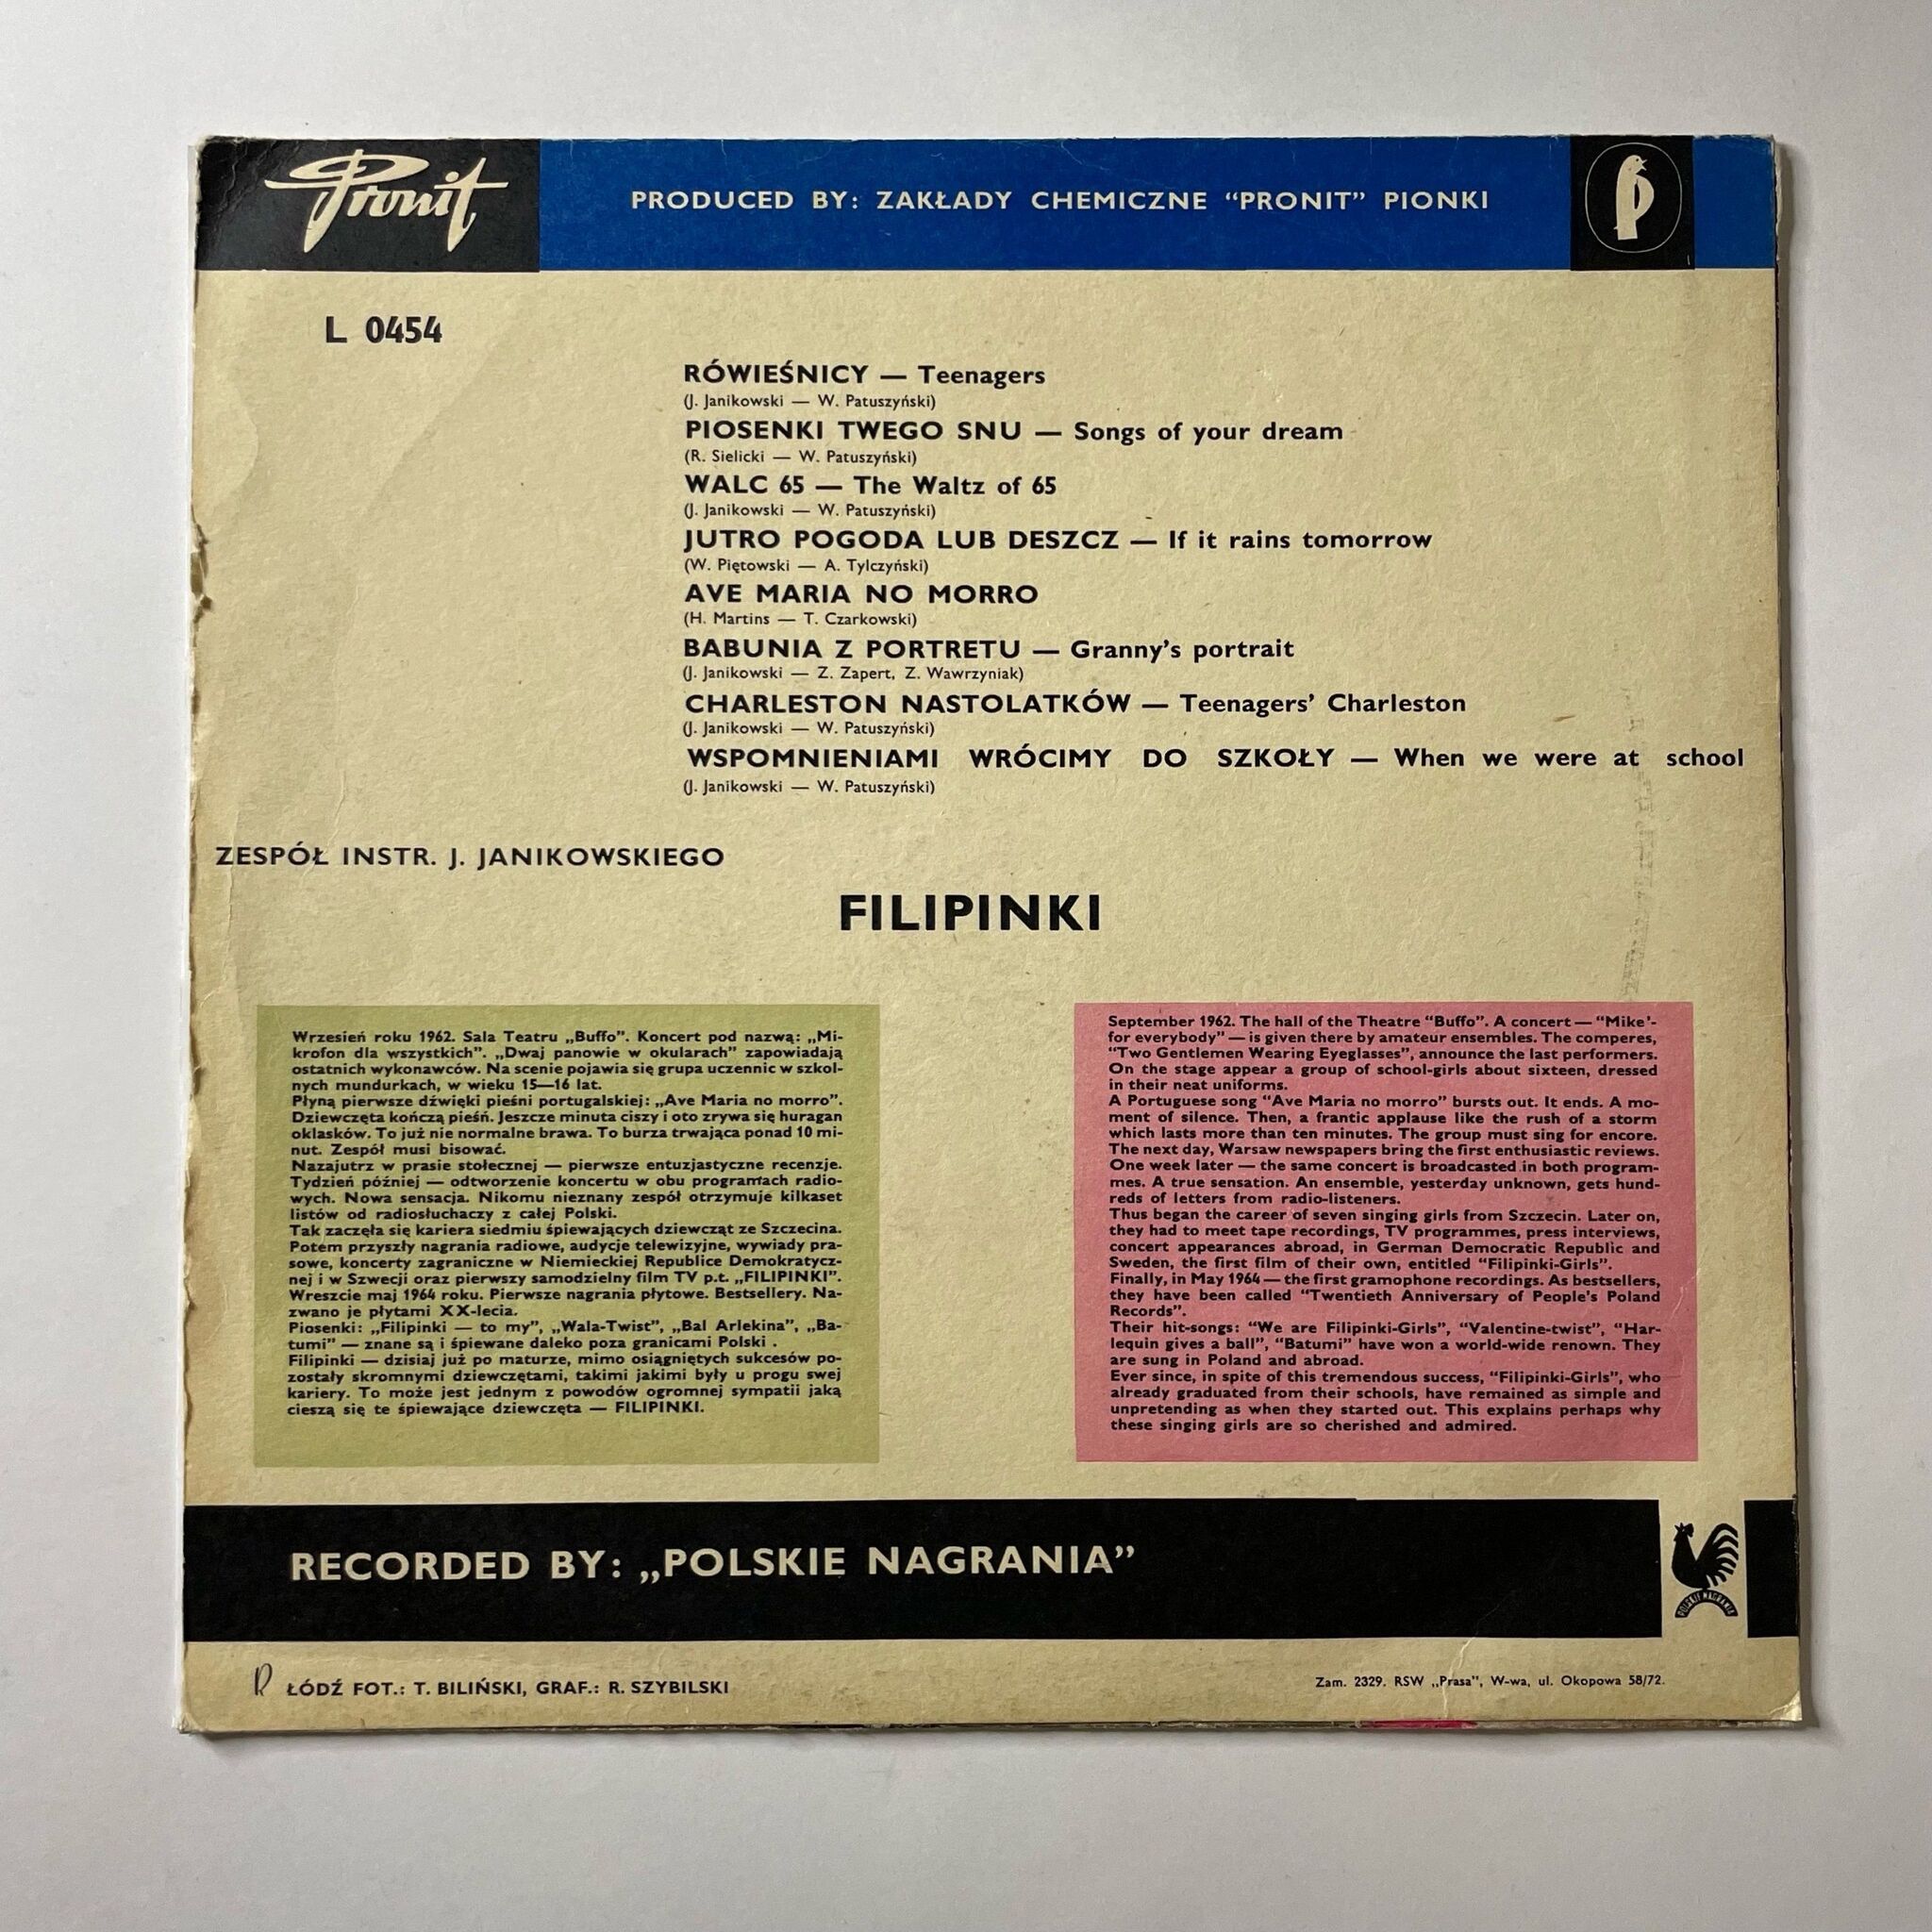 Pronit
PRODUCED BY: ZAKŁADY CHEMICZNE “PRONIT” PIONKI
L 0454
RÓWIEŚNICY — Teenagers
(J. Janikowski — W. Patuszyński)
PIOSENKI TWEGO SNU — Songs of your dream
(R. Sielicki — W. Patuszyński)
WALC 65 — The Waltz of 65
(J. Janikowski — W. Patuszyński)
JUTRO POGODA LUB DESZCZ — If it rains tomorrow
(W. Piętowski — A. Tylczyński)
AVE MARIA NO MORRO
(H. Martins — T. Czarkowski)
BABUNIA Z PORTRETU — Granny’s portrait
(J. Janikowski — Z. Zapert, Z. Wawrzyniak)
CHARLESTON NASTOLATKÓW — Teenagers’ Charleston
(J. Janikowski — W. Patuszyński)
WSPOMNIENIAMI WRÓCIMY DO SZKOŁY — When we were at school
(J. Janikowski — W. Patuszyński)
ZESPÓŁ INSTR. J. JANIKOWSKIEGO
FILIPINKI
Wrzesień roku 1962. Sala Teatru „Buffo”. Koncert pod nazwą: „Mi-
krofon dla wszystkich”. „Dwaj panowie w okularach” zapowiadają
ostatnich wykonawców. Na scenie pojawia się grupa uczennic w szkol-
nych mundurkach, w wieku 15—16 lat.
Płyną pierwsze dźwięki pieśni portugalskiej: „Ave Maria no morro”.
Dziewczęta kończą pieśń. Jeszcze minuta ciszy i oto zrywa się huragan
oklasków. To już nie normalne brawa. To burza trwająca ponad 10 mi-
nut. Zespół musi bisować.
Nazajutrz w prasie stołecznej — pierwsze entuzjastyczne recenzje.
Tydzień później — odtworzenie koncertu w obu programach radio-
wych. Nowa sensacja. Nikomu nieznany zespół otrzymuje kilkaset
listów od radiosłuchaczy z całej Polski.
Tak zaczęła się kariera siedmiu śpiewających dziewcząt ze Szczecina.
Potem przyszły nagrania radiowe, audycje telewizyjne, wywiady pra-
sowe, koncerty zagraniczne w Niemieckiej Republice Demokratycz-
nej i w Szwecji oraz pierwszy samodzielny film TV p.t. „FILIPINKI”.
Wreszcie maj 1964 roku. Pierwsze nagrania płytowe. Bestsellery. Na-
zwano je płytami XX-lecia.
Piosenki: „Filipinki — to my”, „Wala-Twist”, „Bal Arlekina”, „Ba-
tumi” — znane są i śpiewane daleko poza granicami Polski .
Filipinki — dzisiaj już po maturze, mimo osiągniętych sukcesów po-
zostały skromnymi dziewczętami, takimi jakimi były u progu swej
kariery. To może jest jednym z powodów ogromnej sympatii jaką
cieszą się te śpiewające dziewczęta — FILIPINKI.
September 1962. The hall of the Theatre “Buffo”. A concert — “Mike’-
for everybody” — is given there by amateur ensembles. The comperes,
“Two Gentlemen Wearing Eyeglasses”, announce the last performers.
On the stage appear a group of school-girls about sixteen, dressed
in their neat uniforms.
A Portuguese song “Ave Maria no morro” bursts out. It ends. A mo-
ment of silence. Then, a frantic applause like the rush of a storm
which lasts more than ten minutes. The group must sing for encore.
The next day, Warsaw newspapers bring the first enthusiastic reviews.
One week later — the same concert is broadcasted in both program-
mes. A true sensation. An ensemble, yesterday unknown, gets hund-
reds of letters from radio-listeners.
Thus began the career of seven singing girls from Szczecin. Later on,
they had to meet tape recordings, TV programmes, press interviews,
concert appearances abroad, in German Democratic Republic and
Sweden, the first film of their own, entitled “Filipinki-Girls”.
Finally, in May 1964 — the first gramophone recordings. As bestsellers,
they have been called “Twentieth Anniversary of People’s Poland
Records”.
Their hit-songs: “We are Filipinki-Girls”, “Valentine-twist”, “Har-
lequin gives a ball”, “Batumi” have won a world-wide renown. They
are sung in Poland and abroad.
Ever since, in spite of this tremendous success, “Filipinki-Girls”, who
already graduated from their schools, have remained as simple and
unpretending as when they started out. This explains perhaps why
these singing girls are so cherished and admired.
RECORDED BY: „POLSKIE NAGRANIA”
POLSKIE NAGRANIA
ŁÓDŹ FOT.: T. BILIŃSKI, GRAF.: R. SZYBILSKI
Zam. 2329. RSW „Prasa”, W-wa, ul. Okopowa 58/72.